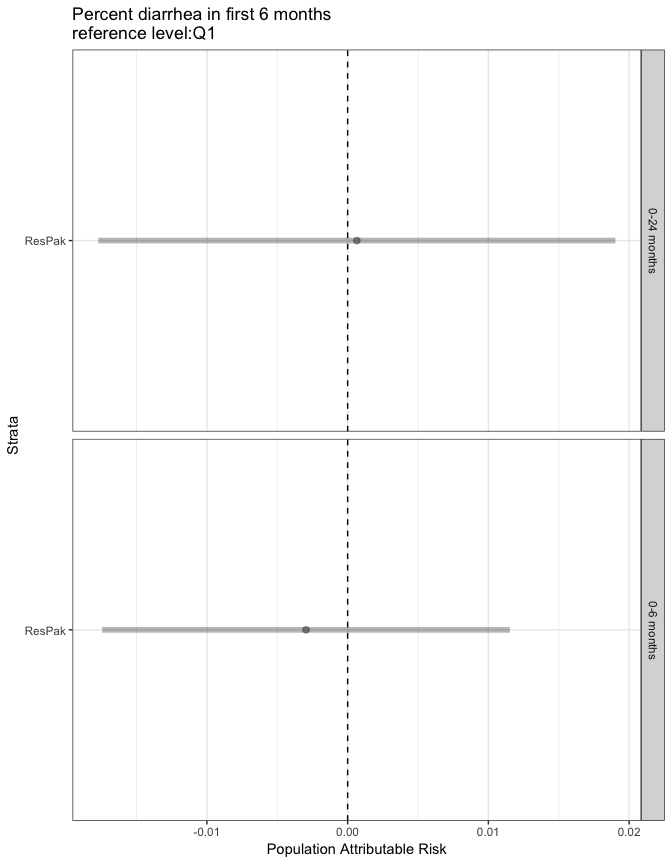 Percent diarrhea in first 6 months
reference level:Q1
Strata
ResPak
0-24 months
ResPak
0-6 months
-0.01 0.00 0.01 0.02
Population Attributable Risk